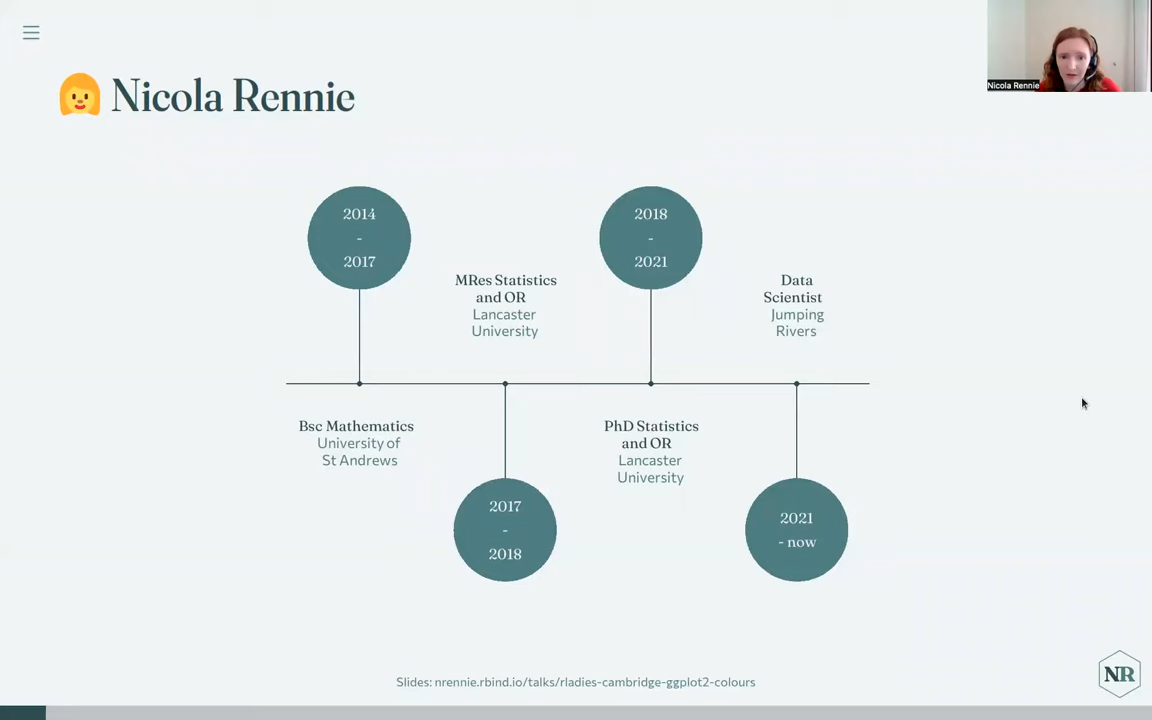 Nicola Rennie
Nicola Rennie
2014
-
2017
Bsc Mathematics
University of
St Andrews
MRes Statistics
and OR
Lancaster
University
2017
-
2018
2018
-
2021
PhD Statistics
and OR
Lancaster
University
Data
Scientist
Jumping
Rivers
2021
- now
Slides: nrennie.rbind.io/talks/rladies-cambridge-ggplot2-colours
NR